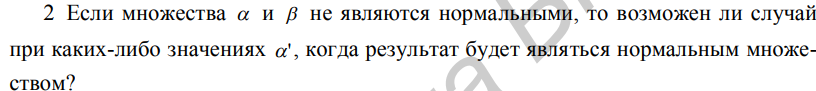 2 Если множества α и β не являются нормальными, то возможен ли случай
при каких-либо значениях α', когда результат будет являться нормальным множе-
ством?